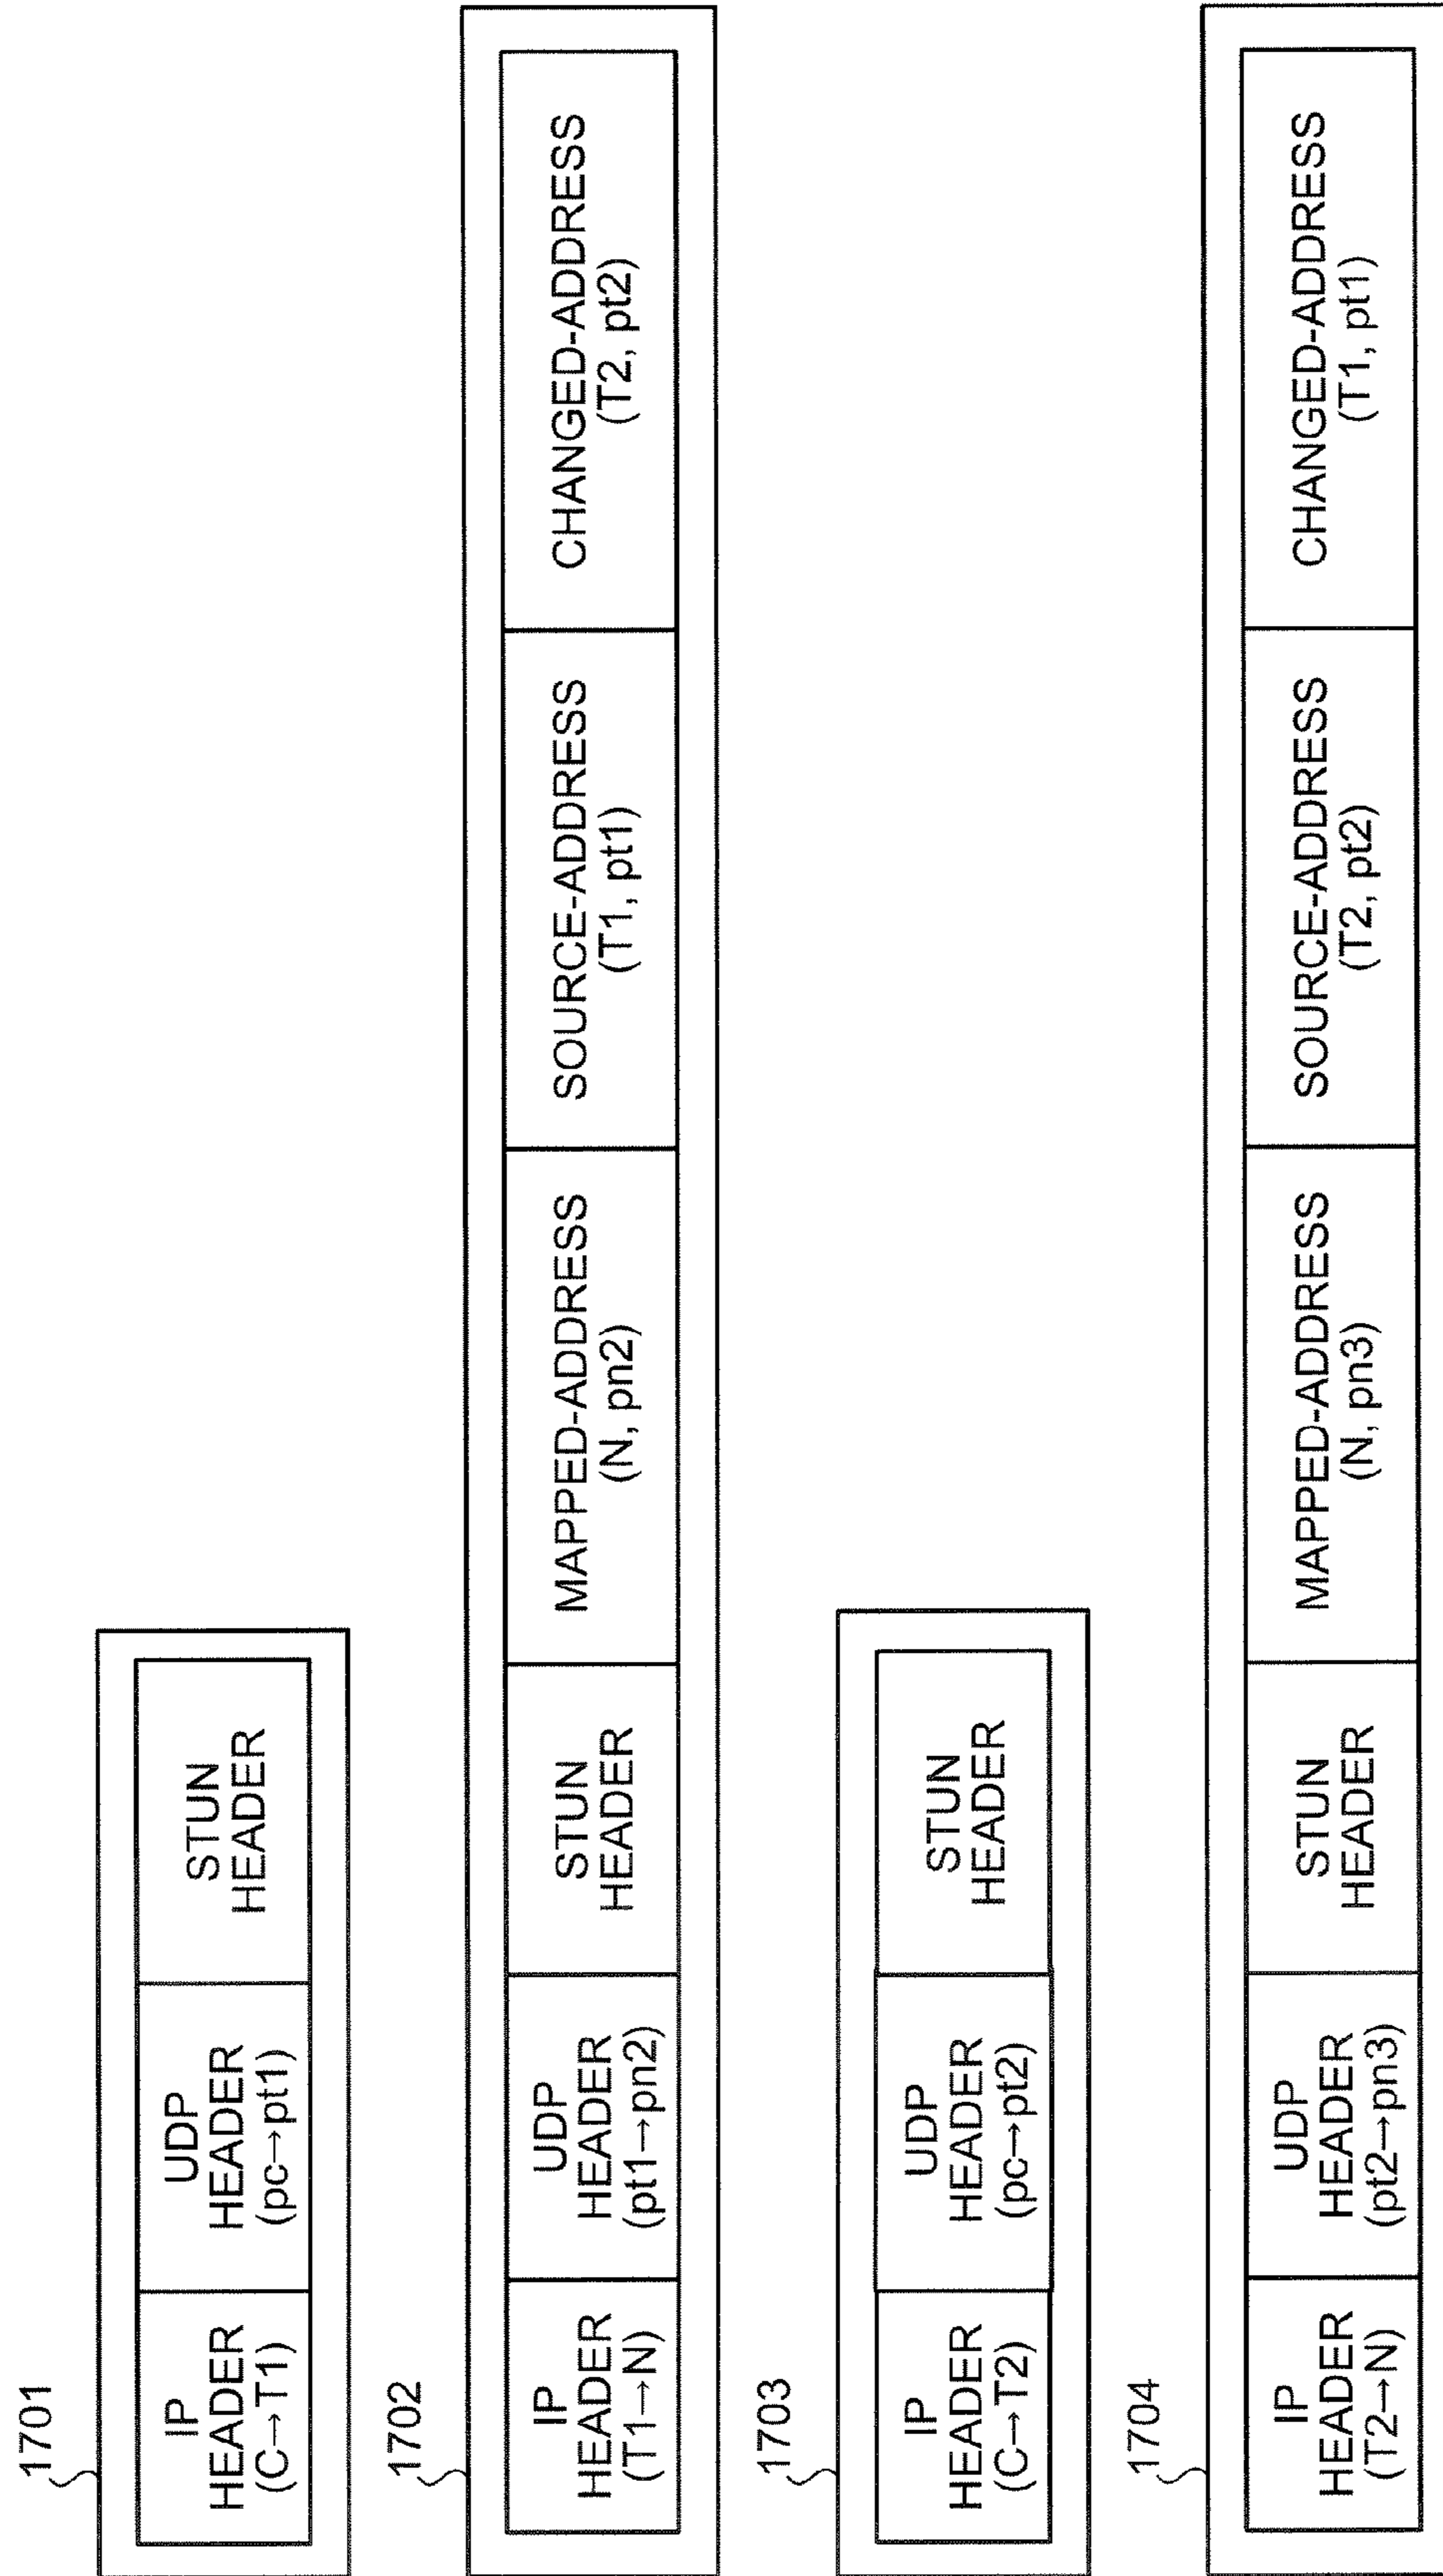 1701
IP
HEADER
(C→T1)
UDP
HEADER
(pc→pt1)
STUN
HEADER
1702
IP
HEADER
(T1→N)
UDP
HEADER
(pt1→pn2)
STUN
HEADER
MAPPED-ADDRESS
(N, pn2)
SOURCE-ADDRESS
(T1, pt1)
CHANGED-ADDRESS
(T2, pt2)
1703
IP
HEADER
(C→T2)
UDP
HEADER
(pc→pt2)
STUN
HEADER
1704
IP
HEADER
(T2→N)
UDP
HEADER
(pt2→pn3)
STUN
HEADER
MAPPED-ADDRESS
(N, pn3)
SOURCE-ADDRESS
(T2, pt2)
CHANGED-ADDRESS
(T1, pt1)